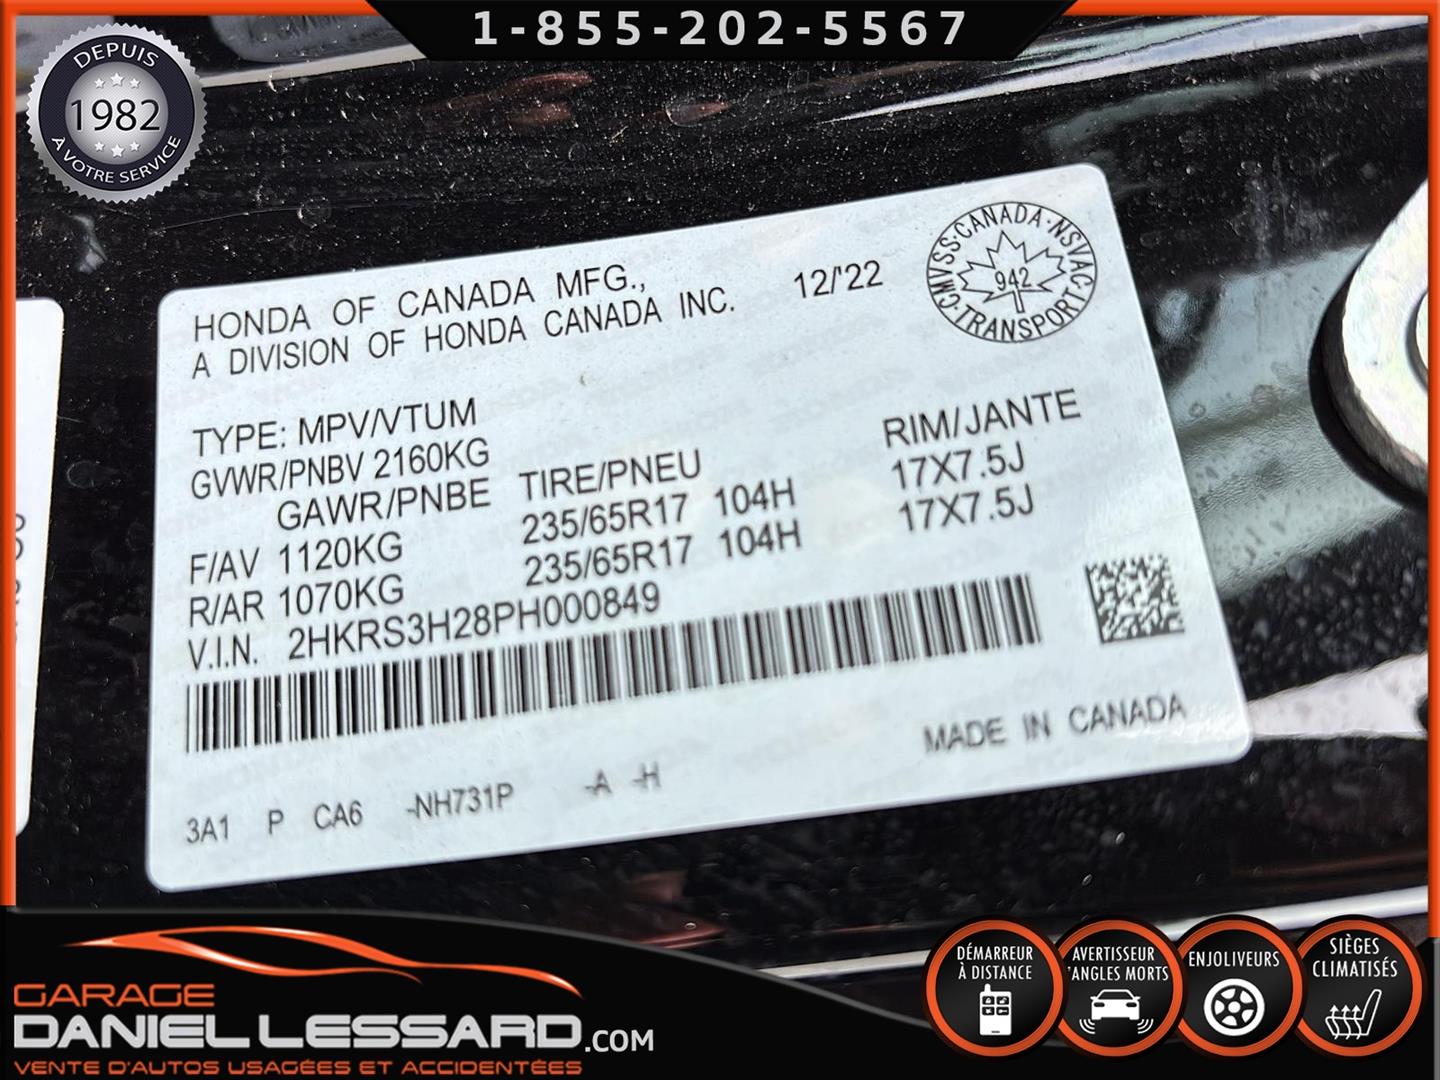 1-855-202-5567
DEPUIS
1982
À VOTRE SERVICE
HONDA OF CANADA MFG.,
A DIVISION OF HONDA CANADA INC.
12/'22
CMVSS·CANADA·NSVAC·TRANSPORT
942
TYPE: MPV/VTUM
GVWR/PNBV 2160KG
GAWR/PNBE TIRE/PNEU RIM/JANTE
F/AV 1120KG 235/65R17 104H 17X7.5J
R/AR 1070KG 235/65R17 104H 17X7.5J
V.I.N. 2HKRS3H28PH000849
MADE IN CANADA
3A1 P CA6 -NH731P -A -H
GARAGE
DANIEL LESSARD.COM
VENTE D'AUTOS USAGÉES ET ACCIDENTÉES
DÉMARREUR
À DISTANCE
AVERTISSEUR
'ANGLES MORTS
ENJOLIVEURS
SIÈGES
CLIMATISÉS